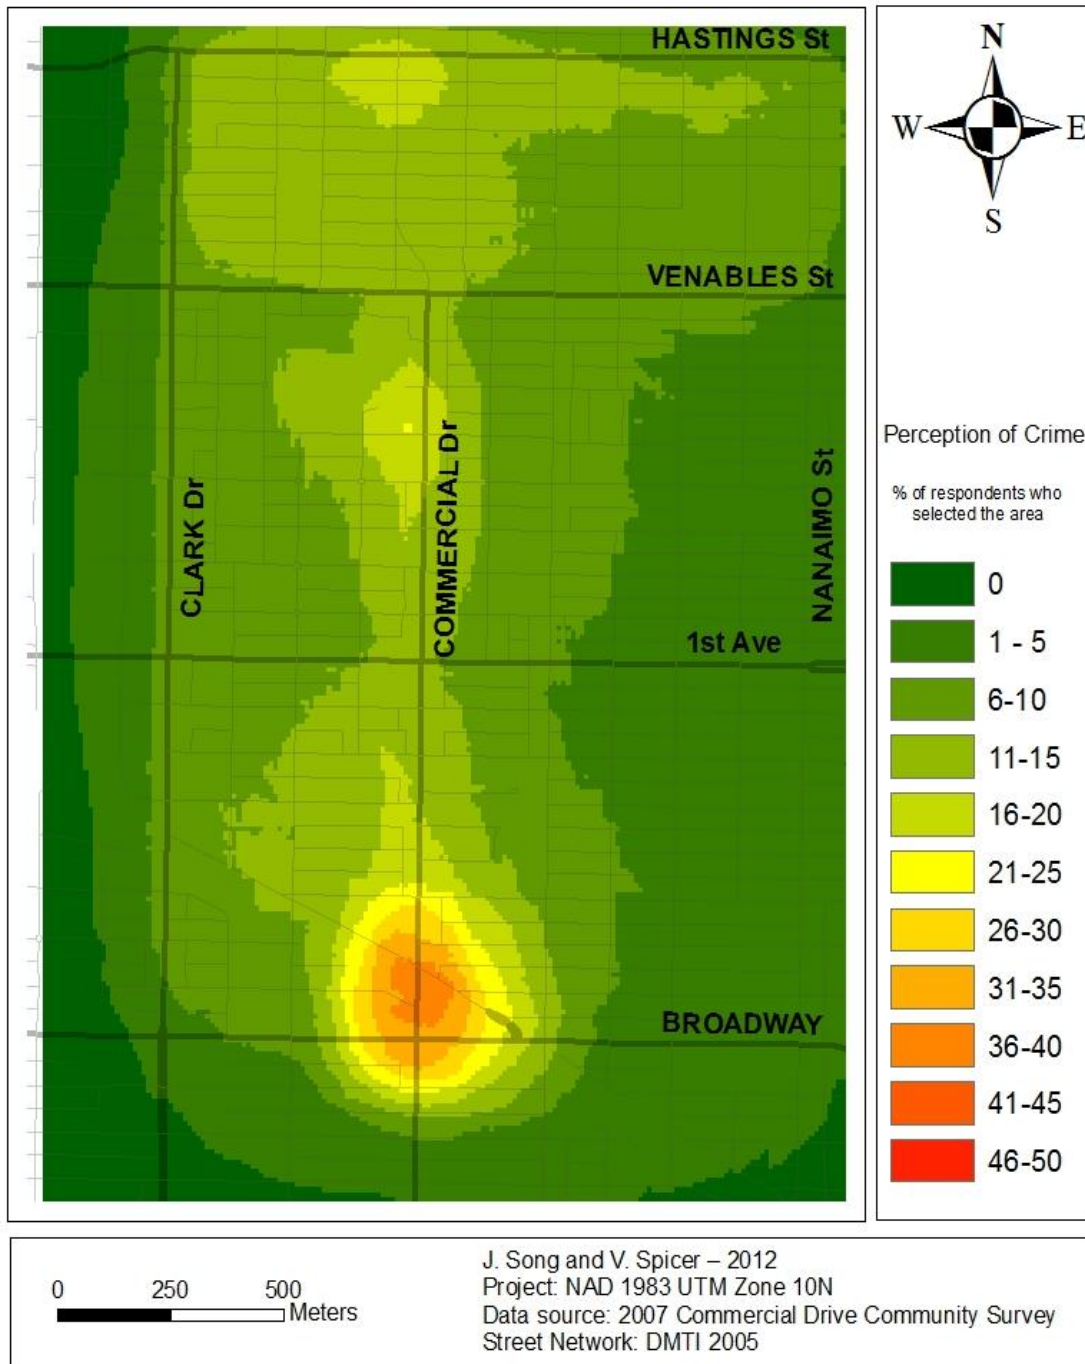 HASTINGS St
VENABLES St
CLARK Dr
COMMERCIAL Dr
NANAIMO St
1st Ave
BROADWAY
N
W
E
S
Perception of Crime
% of respondents who
selected the area
0
1 - 5
6-10
11-15
16-20
21-25
26-30
31-35
36-40
41-45
46-50
0 250 500
Meters
J. Song and V. Spicer – 2012
Project: NAD 1983 UTM Zone 10N
Data source: 2007 Commercial Drive Community Survey
Street Network: DMTI 2005